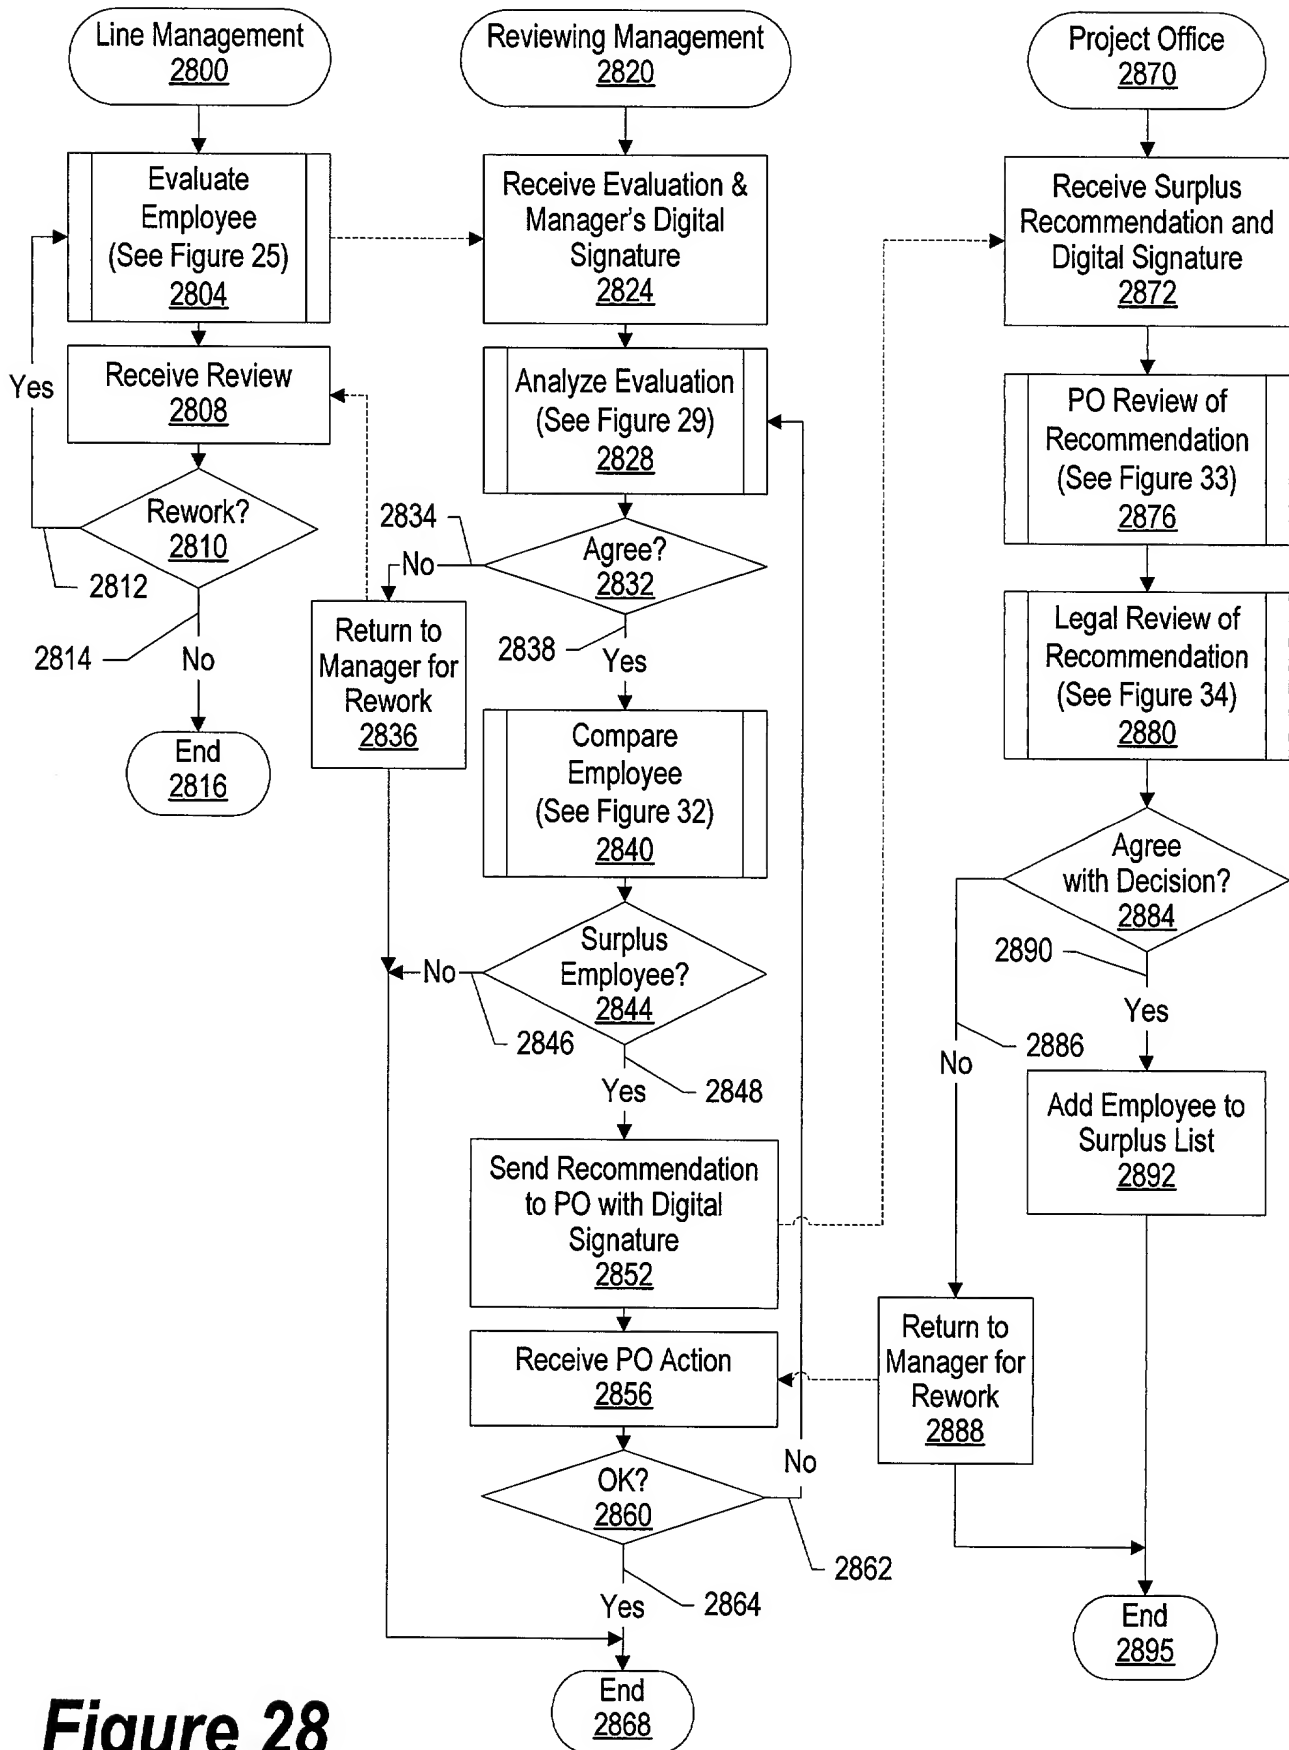 Line Management
2800
Evaluate
Employee
(See Figure 25)
2804
Yes
Receive Review
2808
Rework?
2810
2812
2814
No
End
2816
Reviewing Management
2820
Receive Evaluation &
Manager's Digital
Signature
2824
Analyze Evaluation
(See Figure 29)
2828
2834
No
Agree?
2832
2838
Yes
Return to
Manager for
Rework
2836
Compare
Employee
(See Figure 32)
2840
No
Surplus
Employee?
2844
2846
2848
Yes
Send Recommendation
to PO with Digital
Signature
2852
Receive PO Action
2856
No
OK?
2860
2862
2864
Yes
End
2868
Project Office
2870
Receive Surplus
Recommendation and
Digital Signature
2872
PO Review of
Recommendation
(See Figure 33)
2876
Legal Review of
Recommendation
(See Figure 34)
2880
Agree
with Decision?
2884
2890
Yes
2886
No
Add Employee to
Surplus List
2892
Return to
Manager for
Rework
2888
End
2895
Figure 28